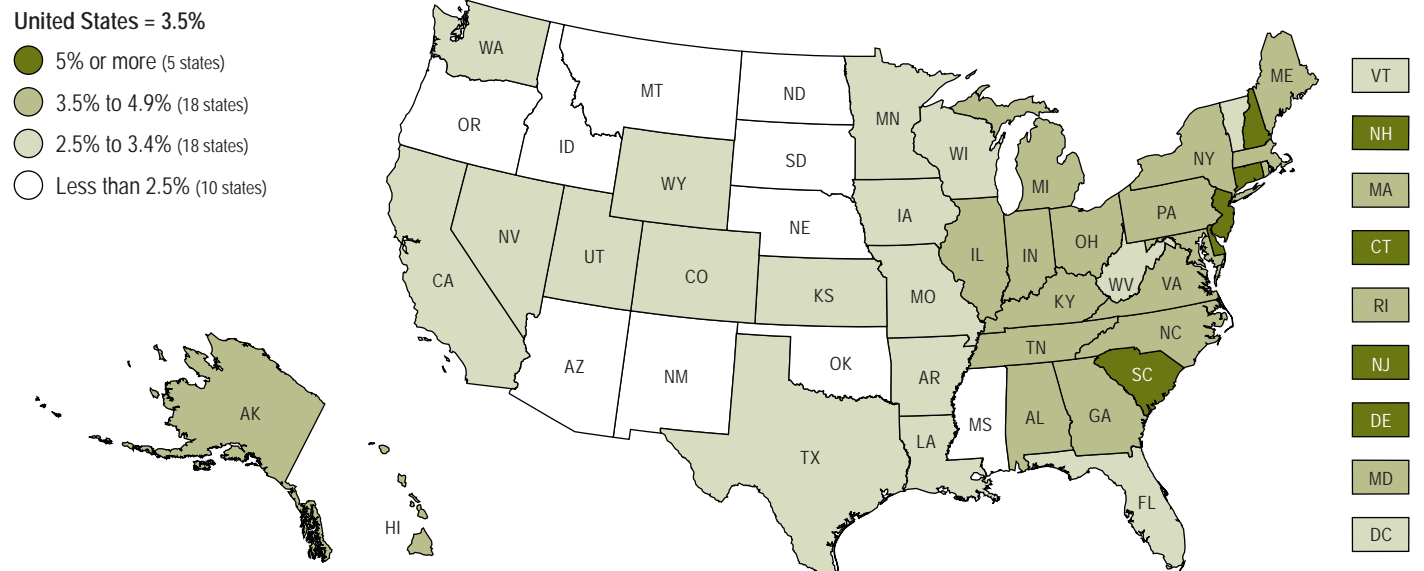 United States = 3.5%
5% or more (5 states)
3.5% to 4.9% (18 states)
2.5% to 3.4% (18 states)
Less than 2.5% (10 states)
WA
OR
MT
ID
ND
SD
MN
WI
WY
NE
IA
NV
UT
CO
CA
KS
MO
AZ
NM
OK
AR
TX
LA
MS
AL
GA
FL
SC
NC
TN
KY
VA
WV
IL
IN
OH
MI
PA
NY
ME
AK
HI
VT
NH
MA
CT
RI
NJ
DE
MD
DC